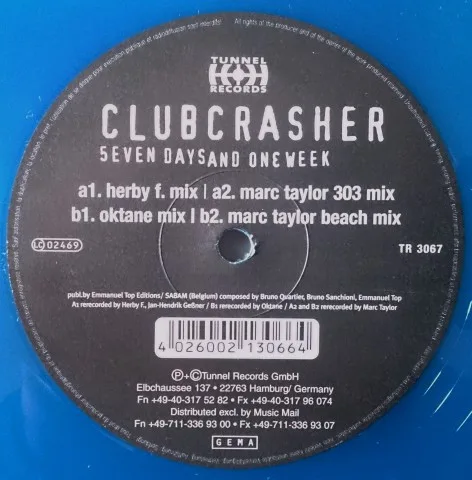 TUNNEL
RECORDS
CLUBCRASHER
SEVEN DAYS AND ONE WEEK
a1. herby f. mix | a2. marc taylor 303 mix
b1. oktane mix | b2. marc taylor beach mix
LC 02469
TR 3067
publ.by Emmanuel Top Editions/ SABAM (Belgium) composed by Bruno Quartier, Bruno Sanchioni, Emmanuel Top
A1 rerecorded by Herby F., Jan-Hendrik Geßner / B1 rerecorded by Oktane / A2 and B2 rerecorded by Marc Taylor
4 026002 130664
℗+©Tunnel Records GmbH
Elbchaussee 137 • 22763 Hamburg/ Germany
Fn +49-40-317 52 82 • Fx +49-40-317 96 074
Distributed excl. by Music Mail
Fn +49-711-336 93 00 • Fx +49-711-336 93 07
GEMA